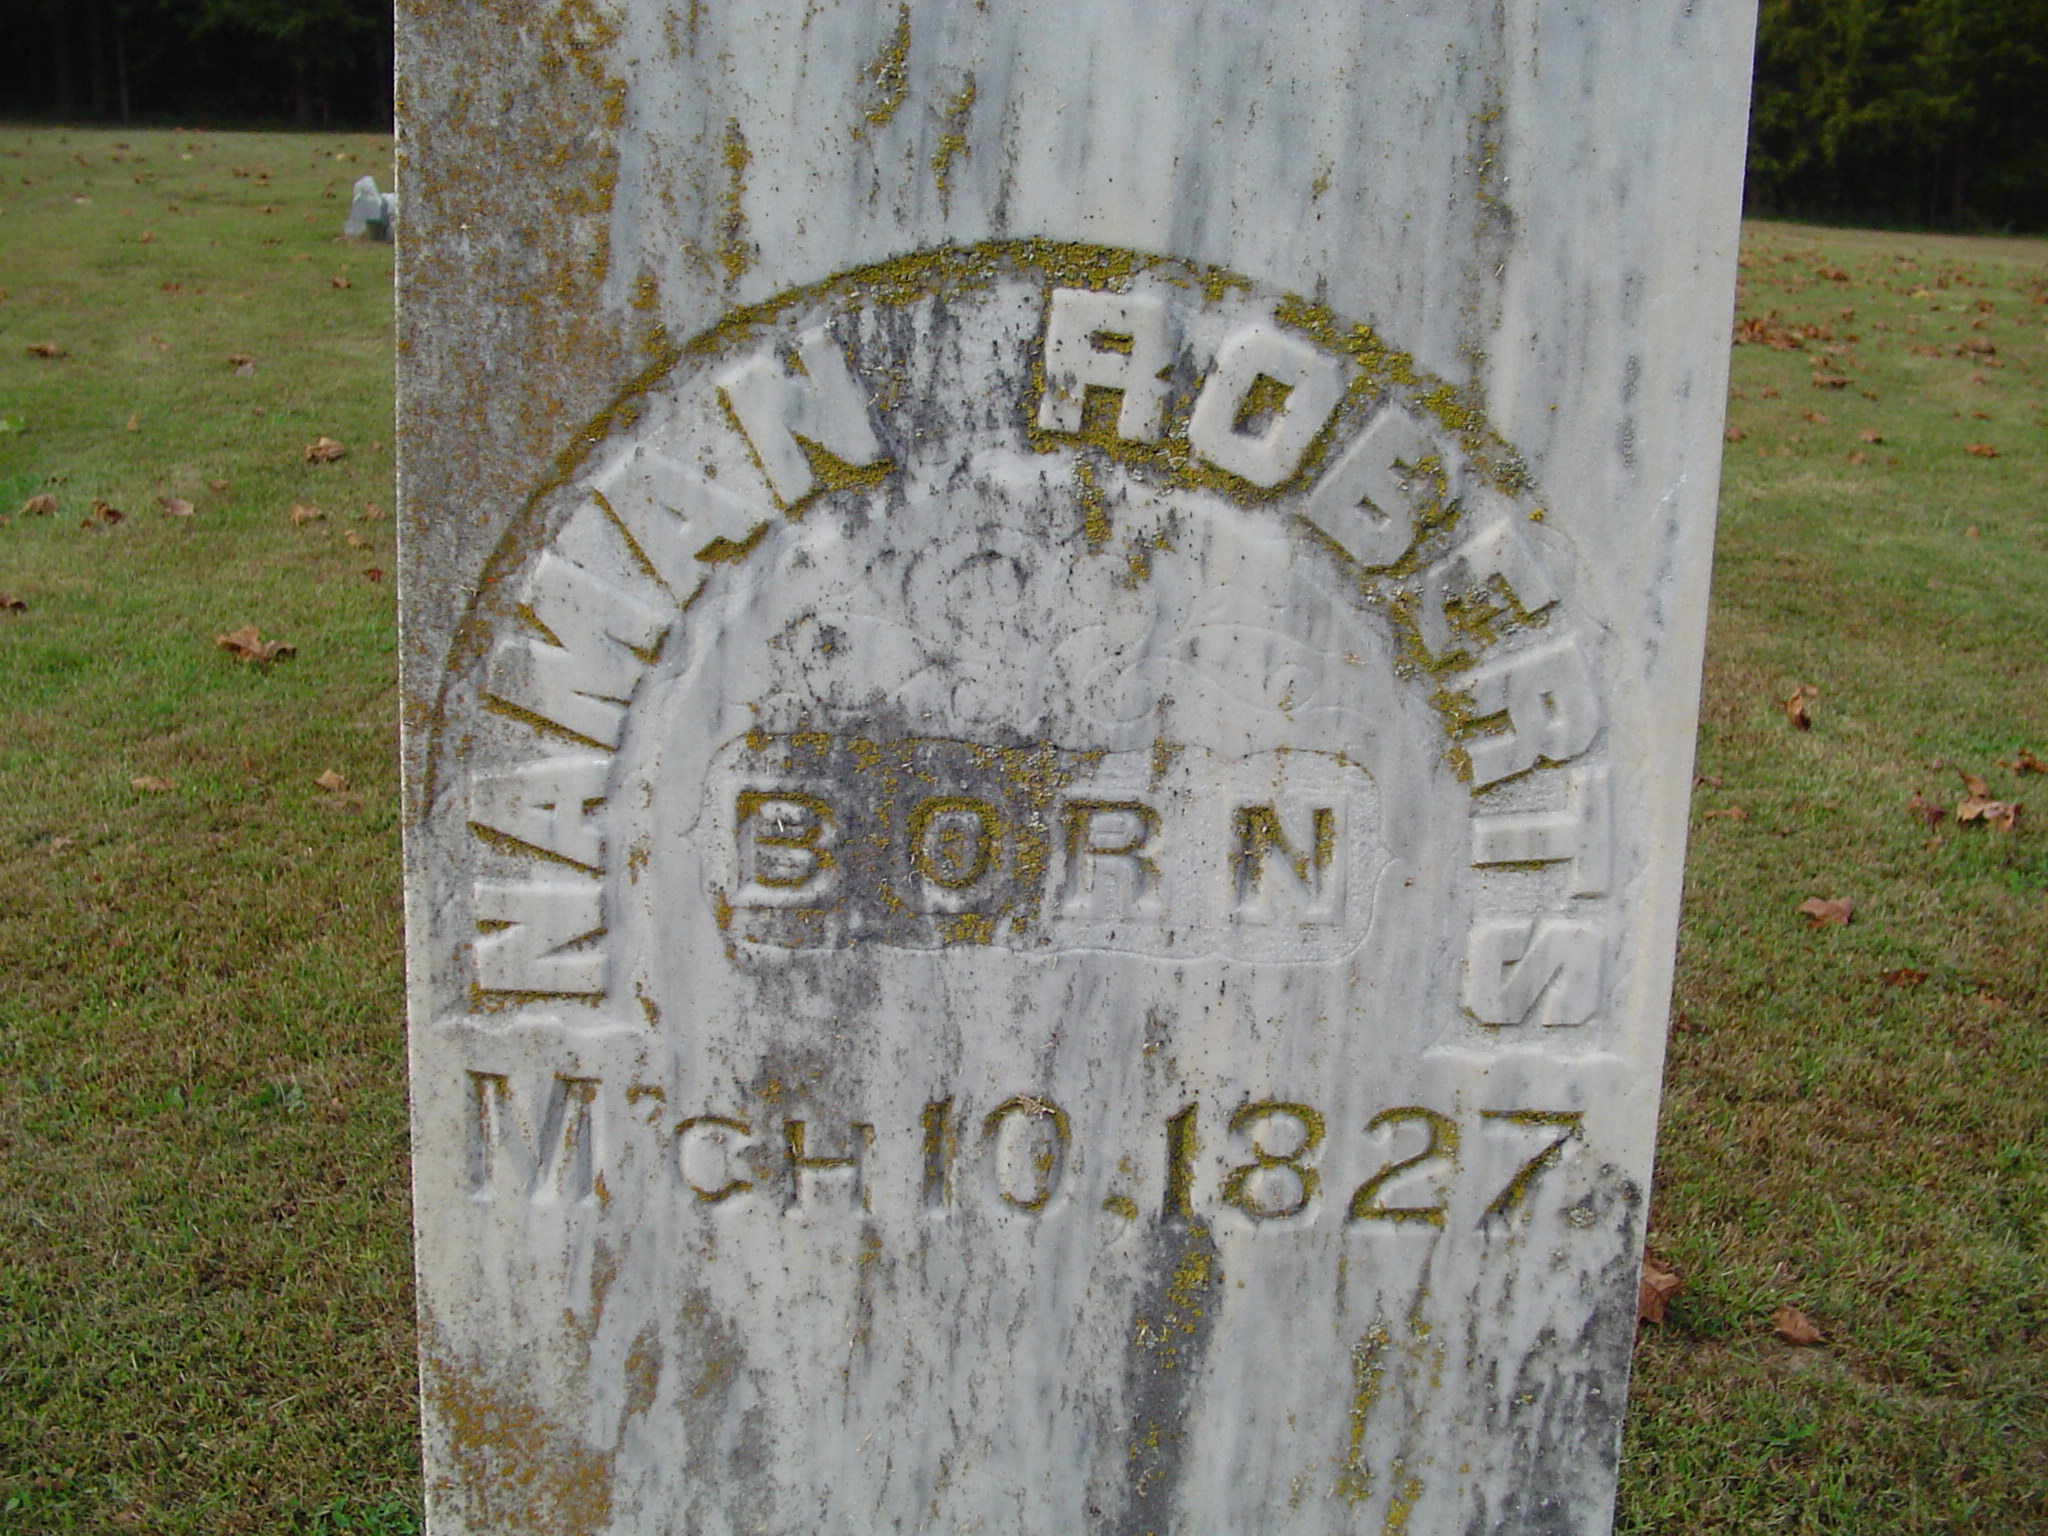 NAMAN ROBERTS
BORN
M'CH 10, 1827.